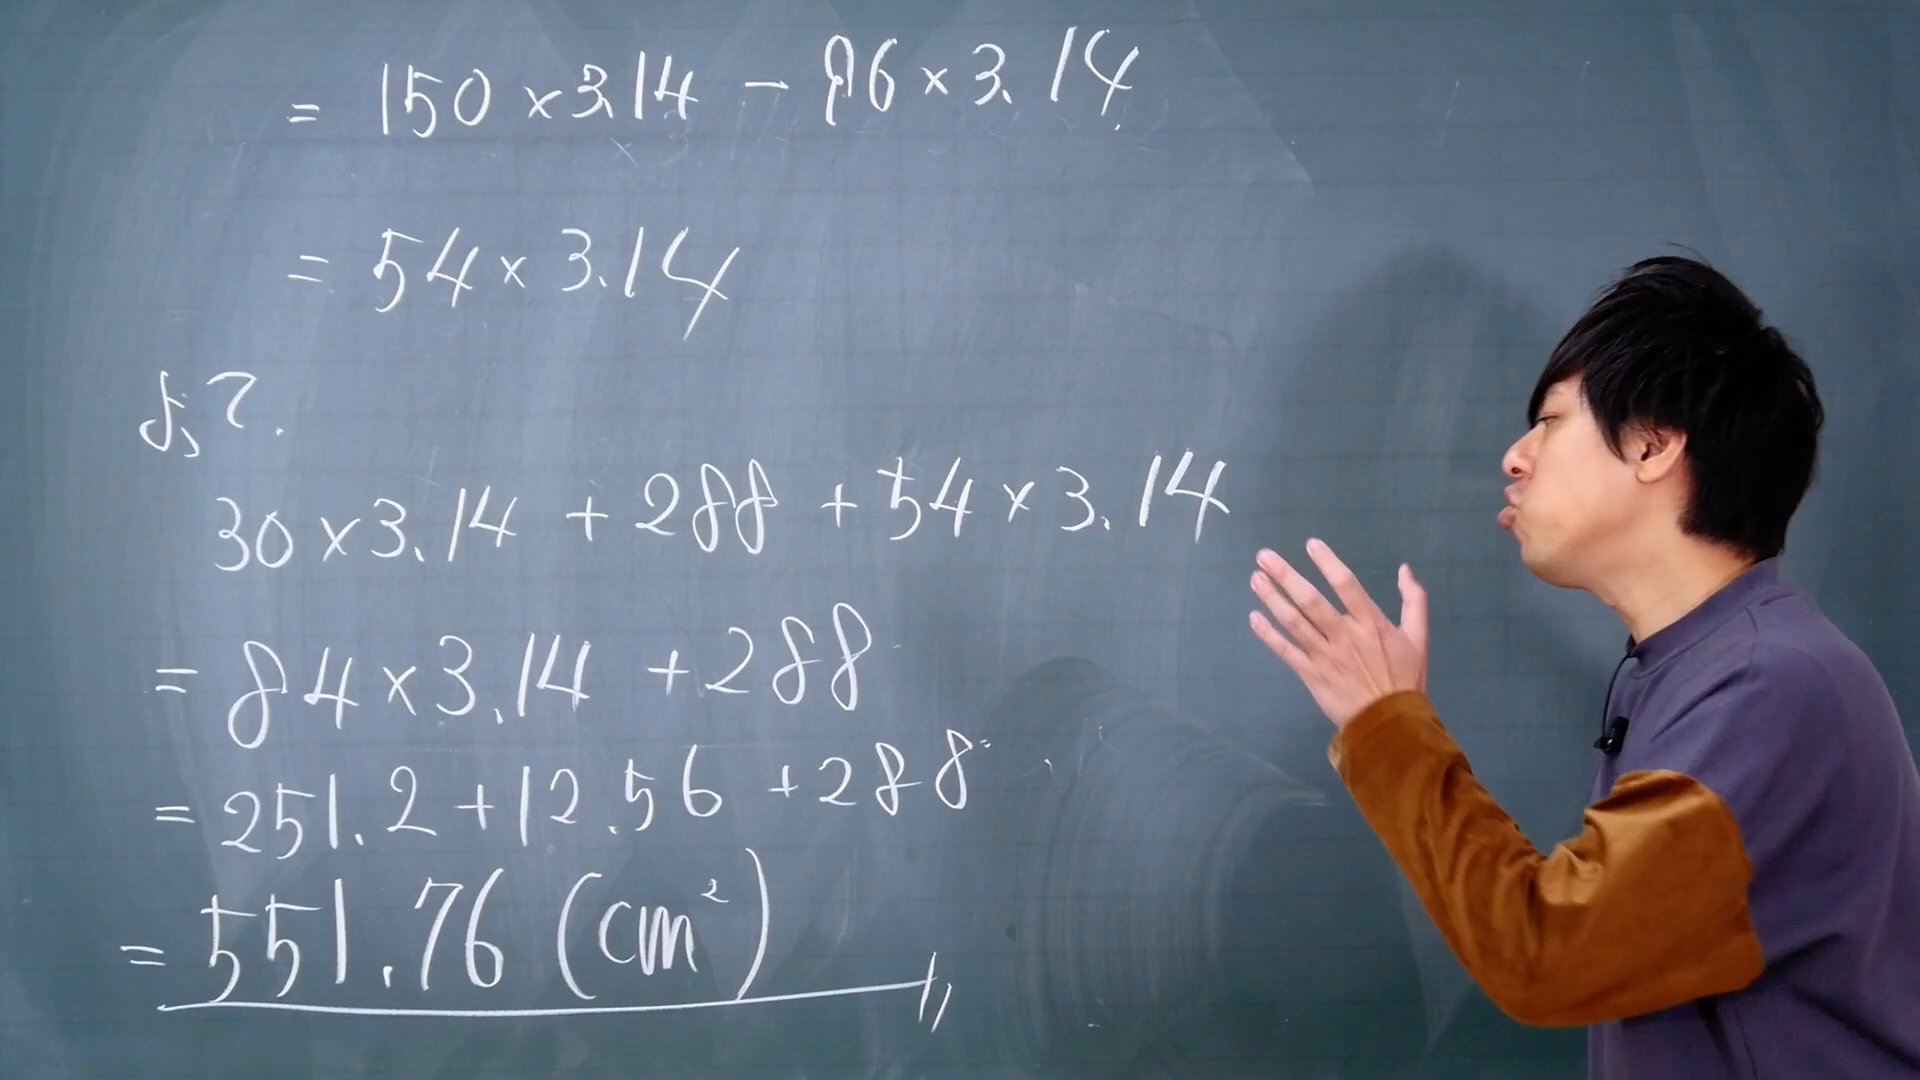 = 150 × 3.14 - 96 × 3.14
= 54 × 3.14
よって.
30 × 3.14 + 288 + 54 × 3.14
= 84 × 3.14 + 288
= 251.2 + 12.56 + 288
= 551.76 (cm²)